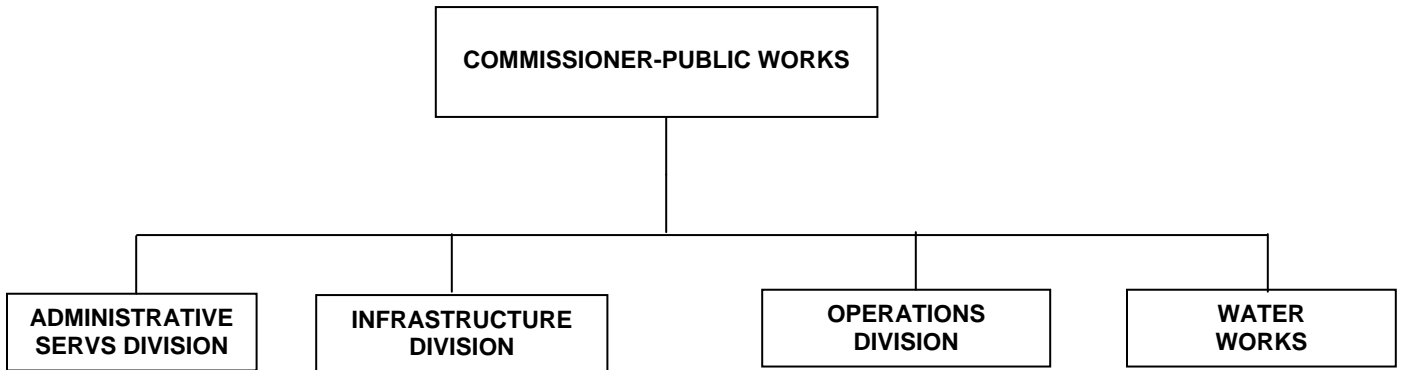 COMMISSIONER-PUBLIC WORKS
ADMINISTRATIVE
SERVS DIVISION
INFRASTRUCTURE
DIVISION
OPERATIONS
DIVISION
WATER
WORKS